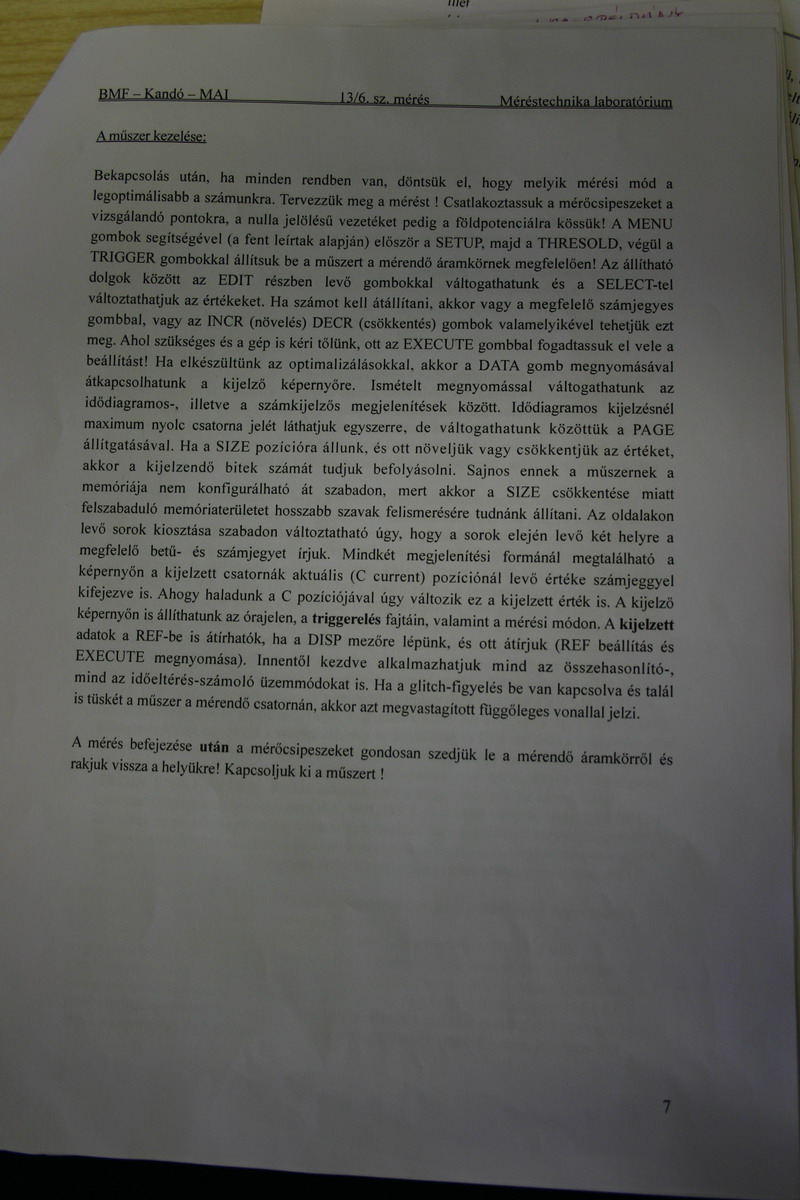 BMF – Kandó – MAI 13/6. sz. mérés Méréstechnika laboratórium
A műszer kezelése:
Bekapcsolás után, ha minden rendben van, döntsük el, hogy melyik mérési mód a
legoptimálisabb a számunkra. Tervezzük meg a mérést ! Csatlakoztassuk a mérőcsipeszeket a
vizsgálandó pontokra, a nulla jelölésű vezetéket pedig a földpotenciálra kössük! A MENU
gombok segítségével (a fent leírtak alapján) először a SETUP, majd a THRESOLD, végül a
TRIGGER gombokkal állítsuk be a műszert a mérendő áramkörnek megfelelően! Az állítható
dolgok között az EDIT részben levő gombokkal váltogathatunk és a SELECT-tel
változtathatjuk az értékeket. Ha számot kell átállítani, akkor vagy a megfelelő számjegyes
gombbal, vagy az INCR (növelés) DECR (csökkentés) gombok valamelyikével tehetjük ezt
meg. Ahol szükséges és a gép is kéri tőlünk, ott az EXECUTE gombbal fogadtassuk el vele a
beállítást! Ha elkészültünk az optimalizálásokkal, akkor a DATA gomb megnyomásával
átkapcsolhatunk a kijelző képernyőre. Ismételt megnyomással váltogathatunk az
idődiagramos-, illetve a számkijelzős megjelenítések között. Idődiagramos kijelzésnél
maximum nyolc csatorna jelét láthatjuk egyszerre, de váltogathatunk közöttük a PAGE
állítgatásával. Ha a SIZE pozícióra állunk, és ott növeljük vagy csökkentjük az értéket,
akkor a kijelzendő bitek számát tudjuk befolyásolni. Sajnos ennek a műszernek a
memóriája nem konfigurálható át szabadon, mert akkor a SIZE csökkentése miatt
felszabaduló memóriaterületet hosszabb szavak felismerésére tudnánk állítani. Az oldalakon
levő sorok kiosztása szabadon változtatható úgy, hogy a sorok elején levő két helyre a
megfelelő betű- és számjegyet írjuk. Mindkét megjelenítési formánál megtalálható a
képernyőn a kijelzett csatornák aktuális (C current) pozíciónál levő értéke számjeggyel
kifejezve is. Ahogy haladunk a C pozíciójával úgy változik ez a kijelzett érték is. A kijelző
képernyőn is állíthatunk az órajelen, a triggerelés fajtáin, valamint a mérési módon. A kijelzett
adatok a REF-be is átírhatók, ha a DISP mezőre lépünk, és ott átírjuk (REF beállítás és
EXECUTE megnyomása). Innentől kezdve alkalmazhatjuk mind az összehasonlító-,
mind az időeltérés-számoló üzemmódokat is. Ha a glitch-figyelés be van kapcsolva és talál
is tüskét a műszer a mérendő csatornán, akkor azt megvastagított függőleges vonallal jelzi.
A mérés befejezése után a mérőcsipeszeket gondosan szedjük le a mérendő áramkörről és
rakjuk vissza a helyükre! Kapcsoljuk ki a műszert !
7